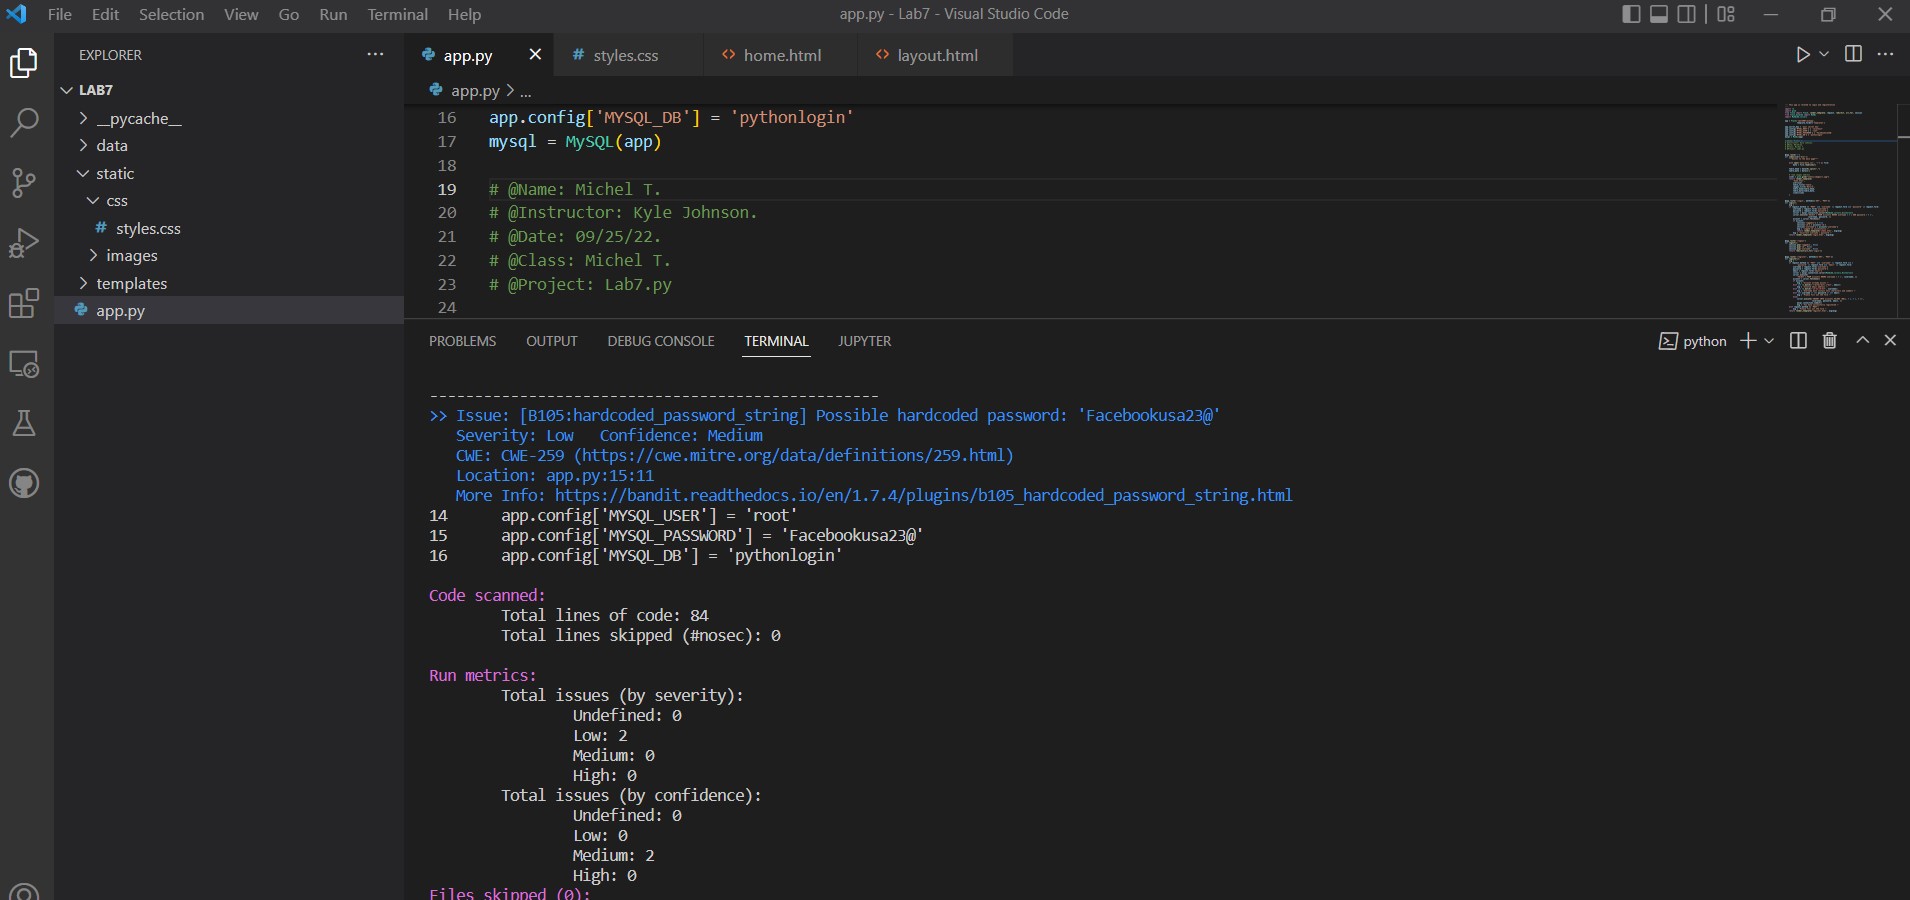 File Edit Selection View Go Run Terminal Help
app.py - Lab7 - Visual Studio Code
EXPLORER
LAB7
__pycache__
data
static
css
# styles.css
images
templates
app.py
app.py
# styles.css
<> home.html
<> layout.html
app.py > ...
16 app.config['MYSQL_DB'] = 'pythonlogin'
17 mysql = MySQL(app)
18
19 # @Name: Michel T.
20 # @Instructor: Kyle Johnson.
21 # @Date: 09/25/22.
22 # @Class: Michel T.
23 # @Project: Lab7.py
24
PROBLEMS OUTPUT DEBUG CONSOLE TERMINAL JUPYTER
python
--------------------------------------------------
>> Issue: [B105:hardcoded_password_string] Possible hardcoded password: 'Facebookusa23@'
Severity: Low   Confidence: Medium
CWE: CWE-259 (https://cwe.mitre.org/data/definitions/259.html)
Location: app.py:15:11
More Info: https://bandit.readthedocs.io/en/1.7.4/plugins/b105_hardcoded_password_string.html
14 app.config['MYSQL_USER'] = 'root'
15 app.config['MYSQL_PASSWORD'] = 'Facebookusa23@'
16 app.config['MYSQL_DB'] = 'pythonlogin'
Code scanned:
Total lines of code: 84
Total lines skipped (#nosec): 0
Run metrics:
Total issues (by severity):
Undefined: 0
Low: 2
Medium: 0
High: 0
Total issues (by confidence):
Undefined: 0
Low: 0
Medium: 2
High: 0
Files skipped (0):